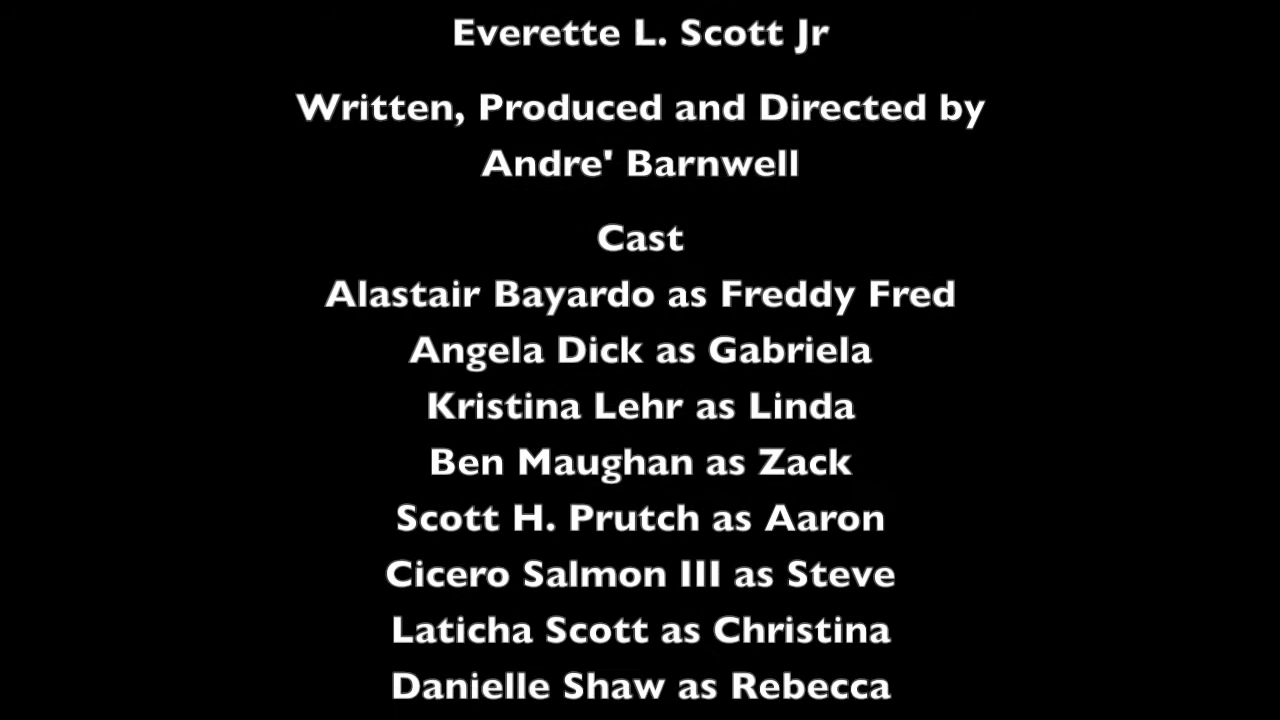 Everette L. Scott Jr
Written, Produced and Directed by
Andre' Barnwell
Cast
Alastair Bayardo as Freddy Fred
Angela Dick as Gabriela
Kristina Lehr as Linda
Ben Maughan as Zack
Scott H. Prutch as Aaron
Cicero Salmon III as Steve
Laticha Scott as Christina
Danielle Shaw as Rebecca